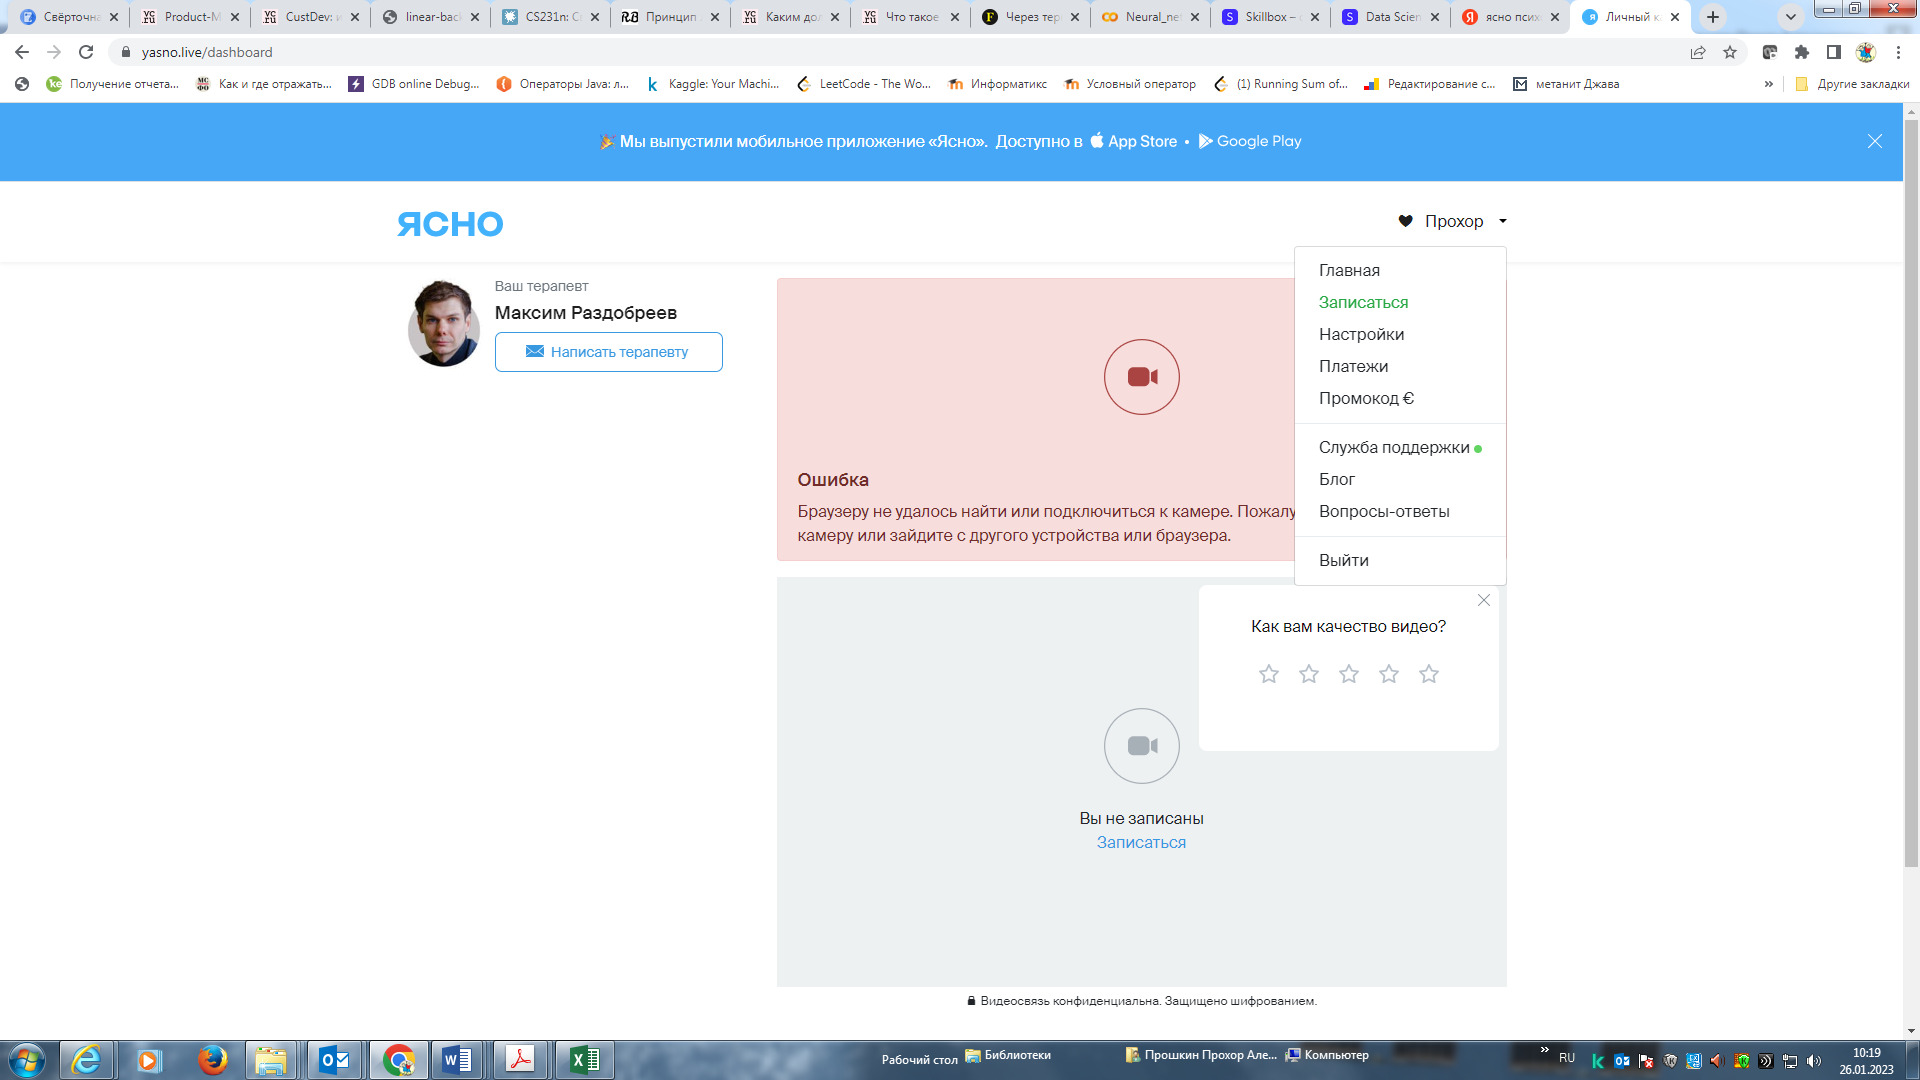 Свёрточна
Product-М
CustDev: и
linear-bac
CS231n: Св
Принцип
Каким дол
Что такое
Через тер
Neural_net
Skillbox –
Data Scien
ясно псих
Личный к
yasno.live/dashboard
Получение отчета...
Как и где отражать...
GDB online Debug...
Операторы Java: л...
Kaggle: Your Machi...
LeetCode - The Wo...
Информатикс
Условный оператор
(1) Running Sum of...
Редактирование с...
метанит Джава
»
Другие закладки
Мы выпустили мобильное приложение «Ясно». Доступно в App Store • Google Play
ясно
Прохор
Ваш терапевт
Максим Раздобреев
Написать терапевту
Главная
Записаться
Настройки
Платежи
Промокод €
Служба поддержки
Блог
Вопросы-ответы
Выйти
Ошибка
Браузеру не удалось найти или подключиться к камере. Пожалу
камеру или зайдите с другого устройства или браузера.
Как вам качество видео?
Вы не записаны
Записаться
Видеосвязь конфиденциальна. Защищено шифрованием.
Рабочий стол
Библиотеки
Прошкин Прохор Але...
Компьютер
»
RU
10:19
26.01.2023